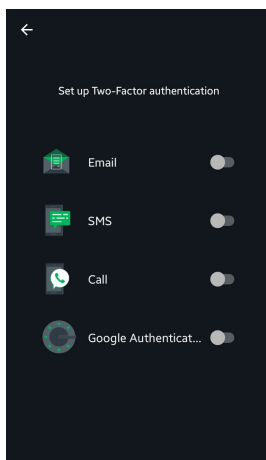 Set up Two-Factor authentication
Email
SMS
Call
Google Authenticat...